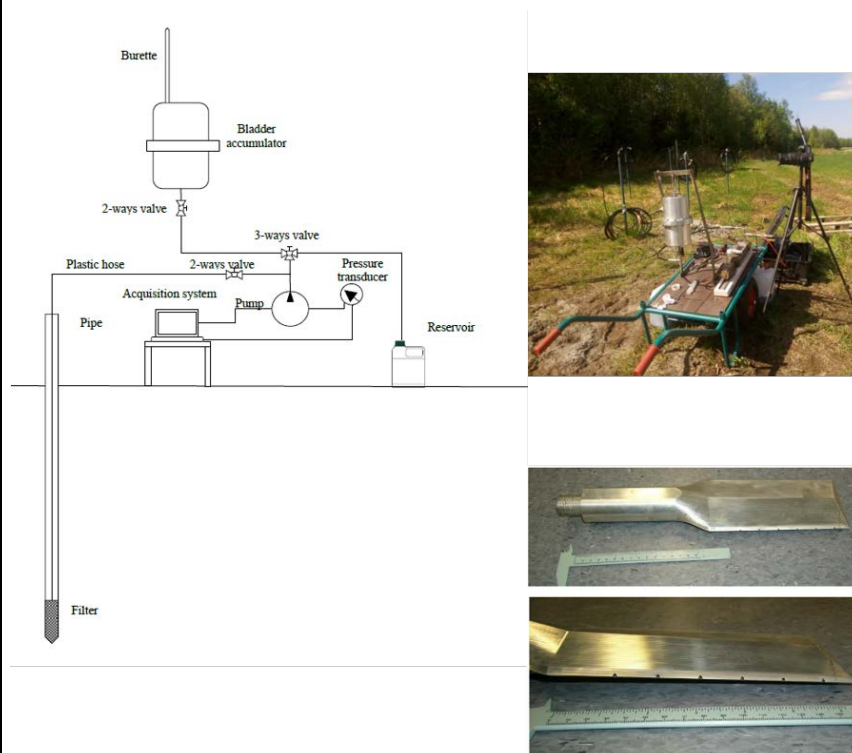 Burette
Bladder
accumulator
2-ways valve
3-ways valve
Plastic hose
2-ways valve
Pressure
transducer
Acquisition system
Pump
Pipe
Reservoir
Filter